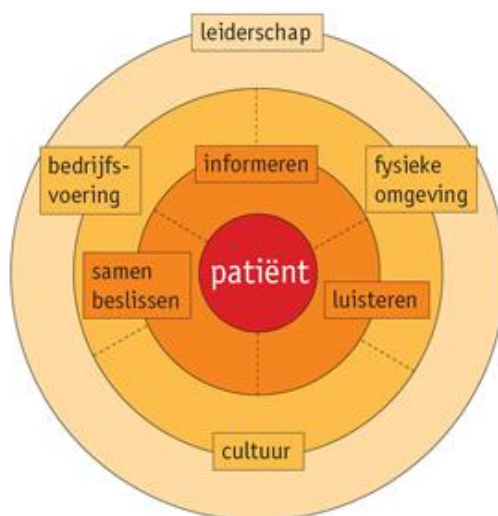 leiderschap
bedrijfs-
voering
informeren
fysieke
omgeving
samen
beslissen
patiënt
luisteren
cultuur